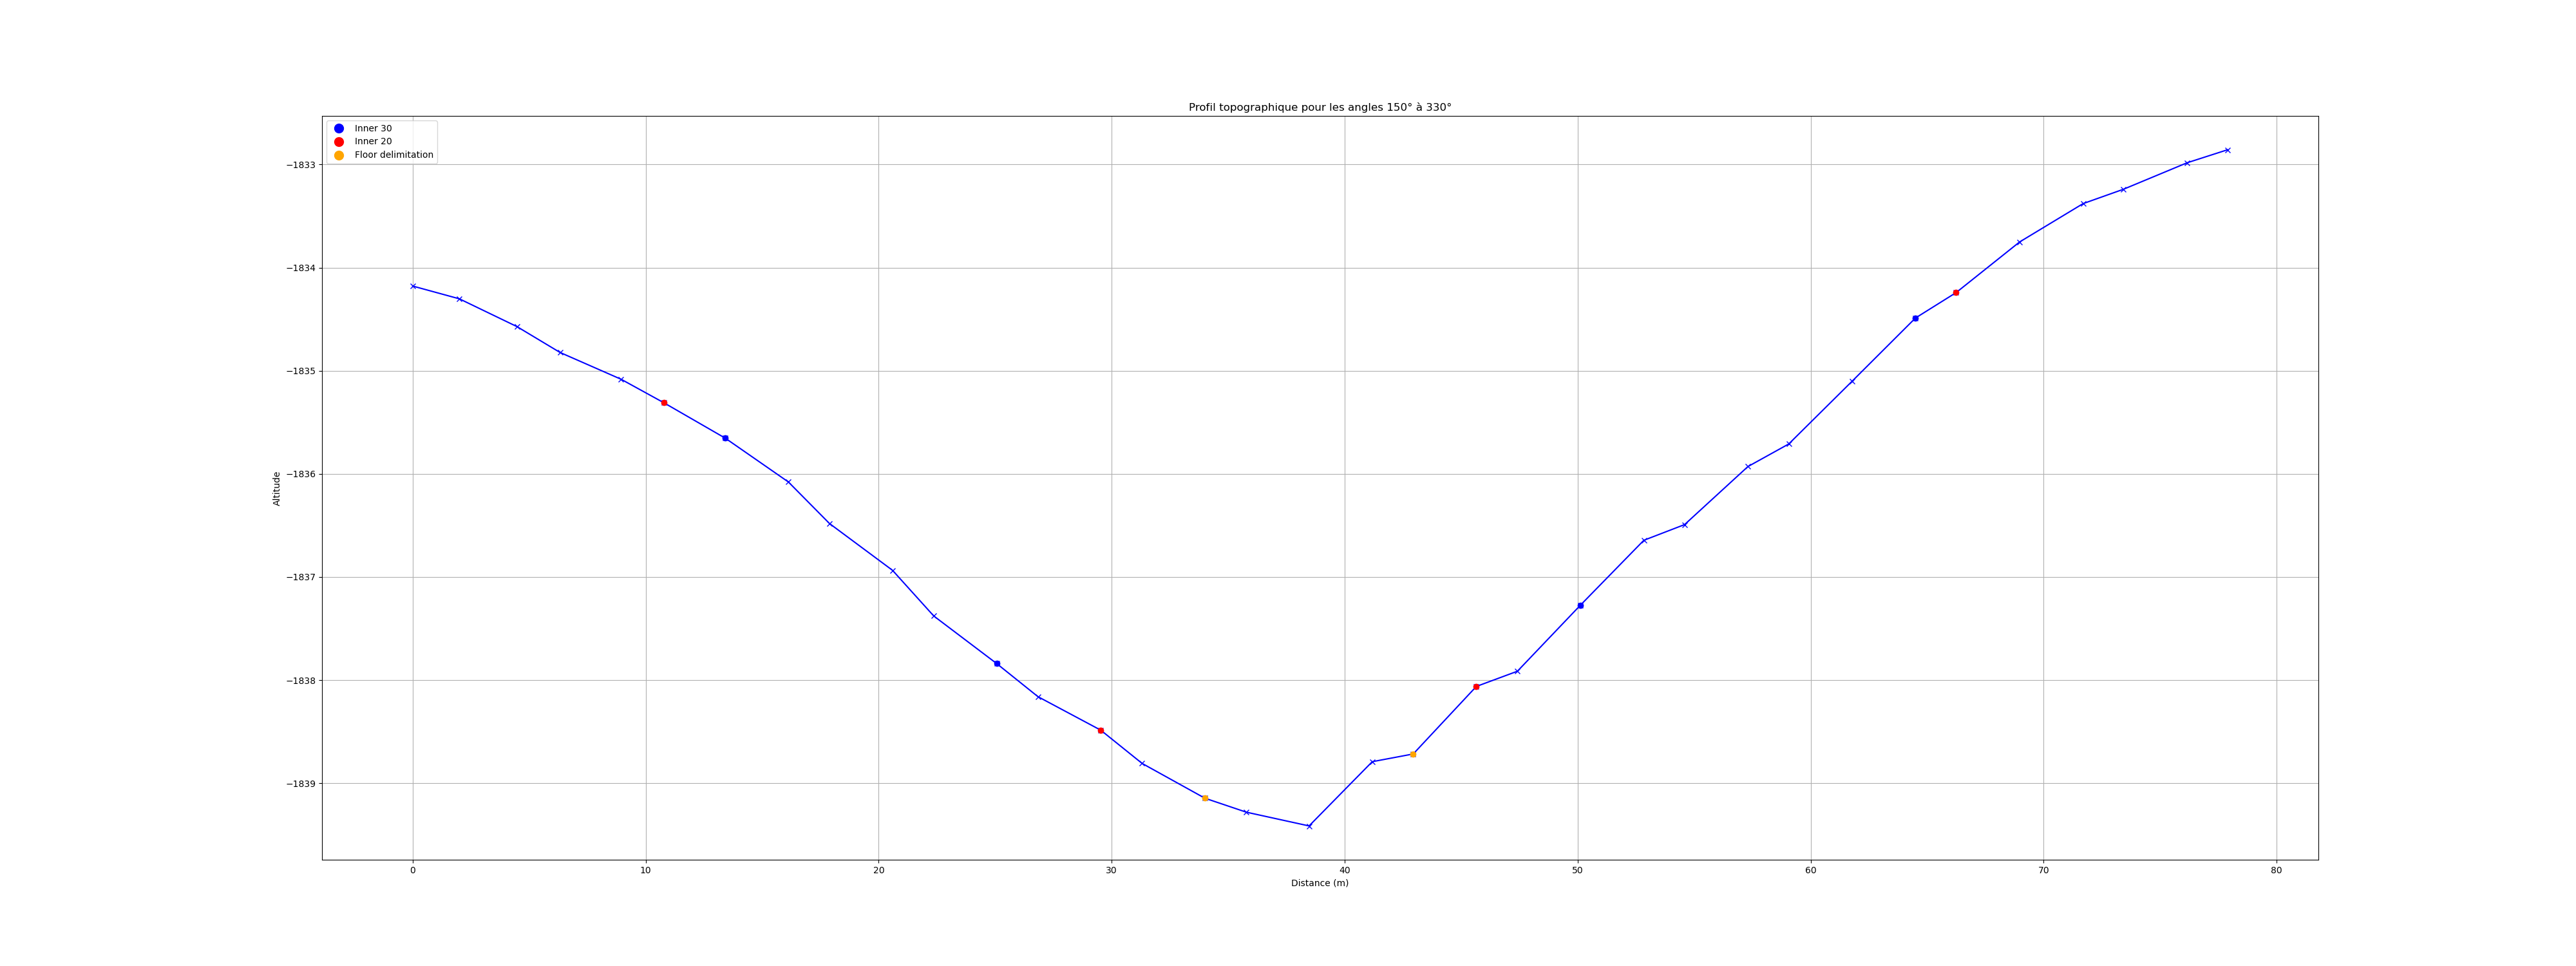 Profil topographique pour les angles 150° à 330°
Inner 30
Inner 20
Floor delimitation
−1833
−1834
−1835
−1836
−1837
−1838
−1839
Altitude
0 10 20 30 40 50 60 70 80
Distance (m)